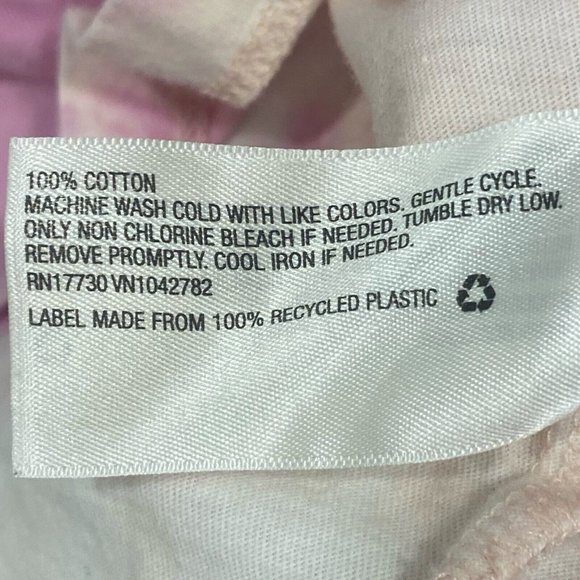 100% COTTON
MACHINE WASH COLD WITH LIKE COLORS. GENTLE CYCLE.
ONLY NON CHLORINE BLEACH IF NEEDED. TUMBLE DRY LOW.
REMOVE PROMPTLY. COOL IRON IF NEEDED.
RN17730 VN1042782
LABEL MADE FROM 100% RECYCLED PLASTIC